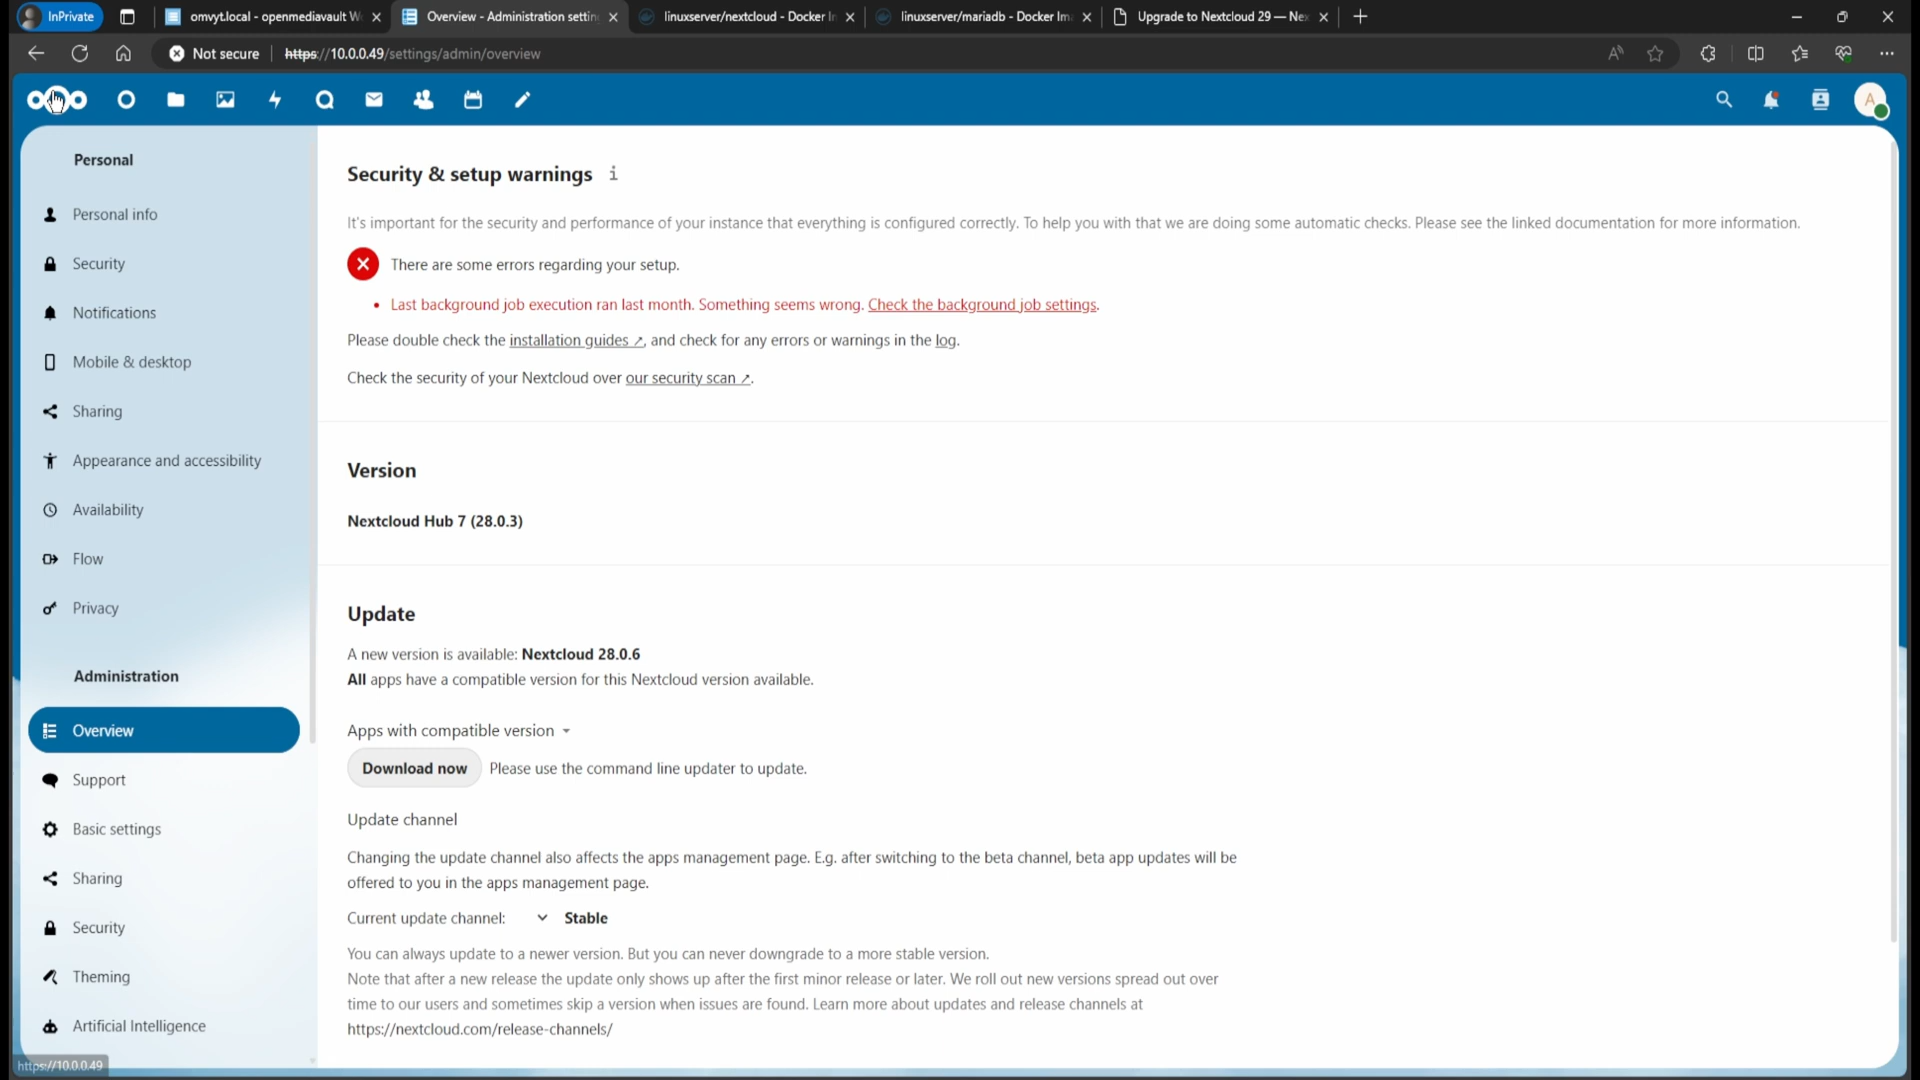 InPrivate
omvyt.local - openmediavault W
Overview - Administration settin
linuxserver/nextcloud - Docker I
linuxserver/mariadb - Docker Im
Upgrade to Nextcloud 29 — Ne
Not secure
https://10.0.0.49/settings/admin/overview
A
Personal
Personal info
Security
Notifications
Mobile & desktop
Sharing
Appearance and accessibility
Availability
Flow
Privacy
Administration
Overview
Support
Basic settings
Sharing
Security
Theming
Artificial Intelligence
https://10.0.0.49
Security & setup warnings i
It's important for the security and performance of your instance that everything is configured correctly. To help you with that we are doing some automatic checks. Please see the linked documentation for more information.
There are some errors regarding your setup.
• Last background job execution ran last month. Something seems wrong. Check the background job settings.
Please double check the installation guides ↗, and check for any errors or warnings in the log.
Check the security of your Nextcloud over our security scan ↗.
Version
Nextcloud Hub 7 (28.0.3)
Update
A new version is available: Nextcloud 28.0.6
All apps have a compatible version for this Nextcloud version available.
Apps with compatible version
Download now Please use the command line updater to update.
Update channel
Changing the update channel also affects the apps management page. E.g. after switching to the beta channel, beta app updates will be
offered to you in the apps management page.
Current update channel: Stable
You can always update to a newer version. But you can never downgrade to a more stable version.
Note that after a new release the update only shows up after the first minor release or later. We roll out new versions spread out over
time to our users and sometimes skip a version when issues are found. Learn more about updates and release channels at
https://nextcloud.com/release-channels/